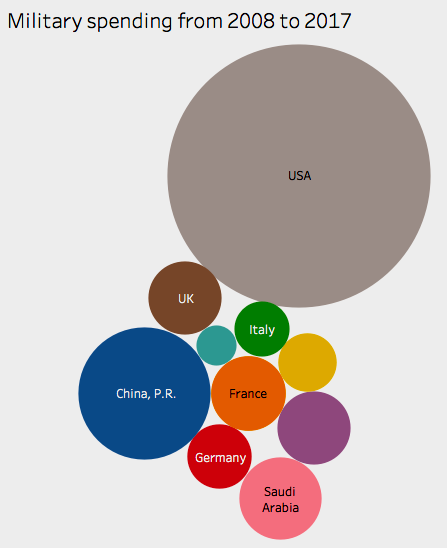 Military spending from 2008 to 2017
USA
UK
Italy
China, P.R.
France
Germany
Saudi
Arabia